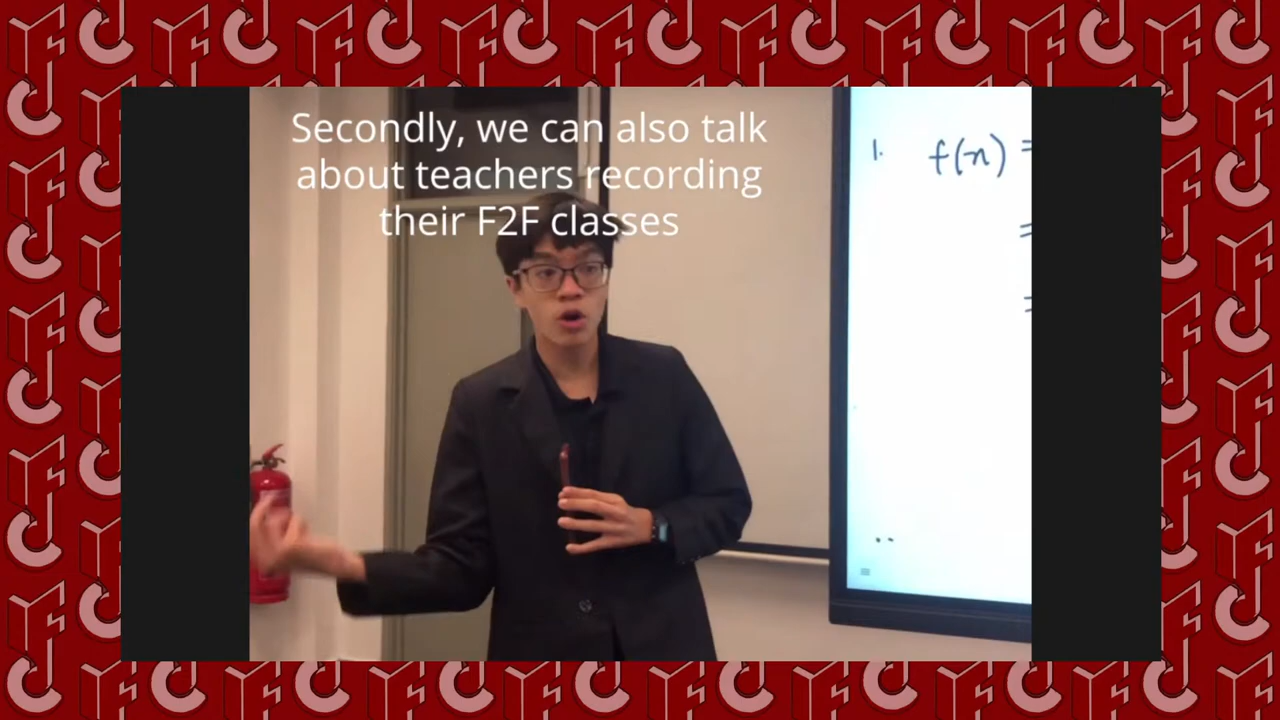 Secondly, we can also talk
about teachers recording
their F2F classes
1. f(x) =
=
=